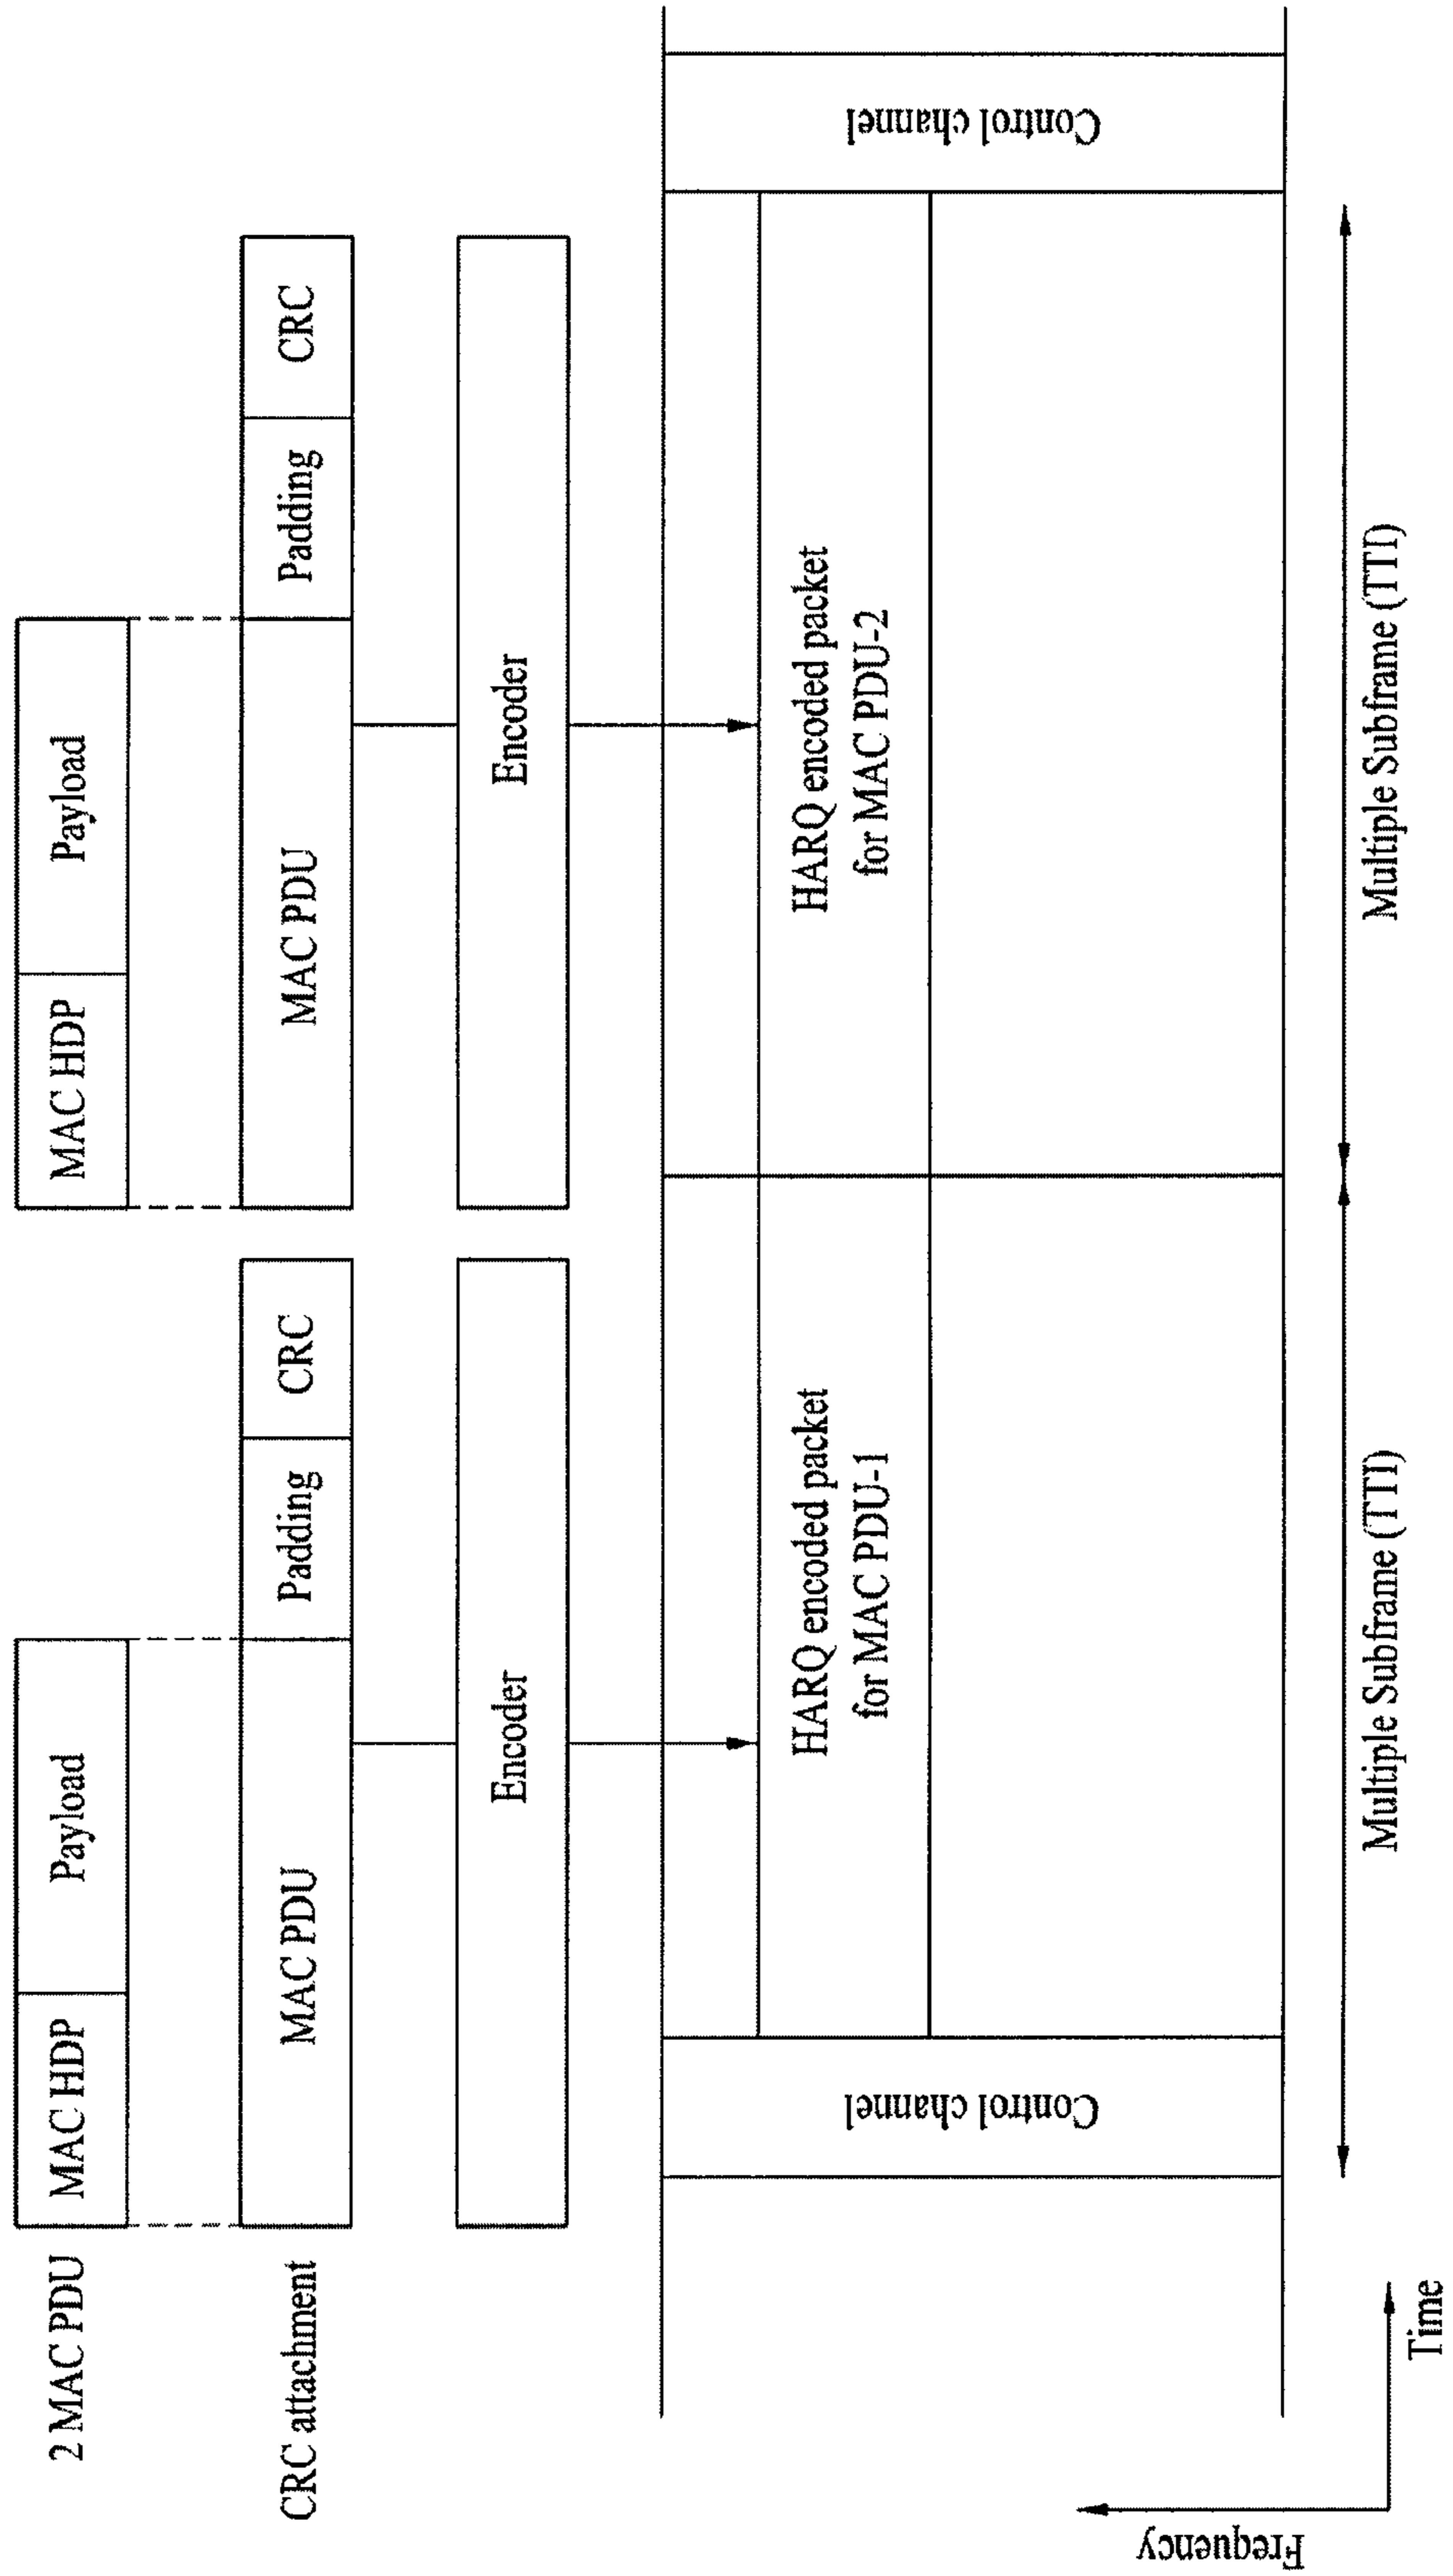 2 MAC PDU
MAC HDP
Payload
MAC HDP
Payload
CRC attachment
MAC PDU
Padding
CRC
MAC PDU
Padding
CRC
Encoder
Encoder
Control channel
HARQ encoded packet
for MAC PDU-1
HARQ encoded packet
for MAC PDU-2
Control channel
Multiple Subframe (TTI)
Multiple Subframe (TTI)
Frequency
Time